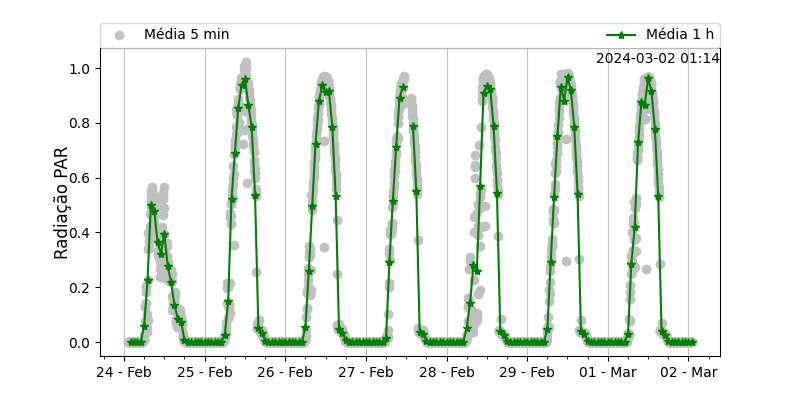 Média 5 min
Média 1 h
2024-03-02 01:14
Radiação PAR
1.0
0.8
0.6
0.4
0.2
0.0
24 - Feb
25 - Feb
26 - Feb
27 - Feb
28 - Feb
29 - Feb
01 - Mar
02 - Mar